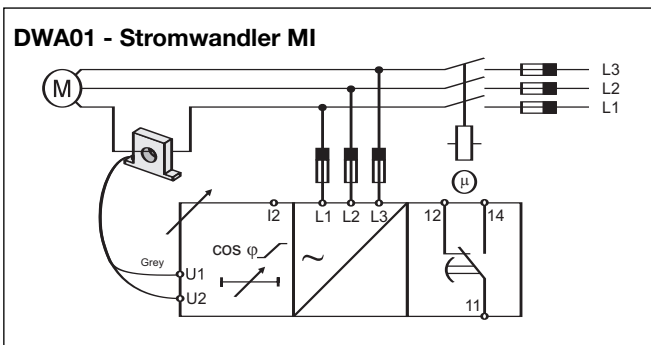 DWA01 - Stromwandler MI
M
L3
L2
L1
μ
I2
L1
L2
L3
12
14
cos φ
~
Grey
U1
U2
11